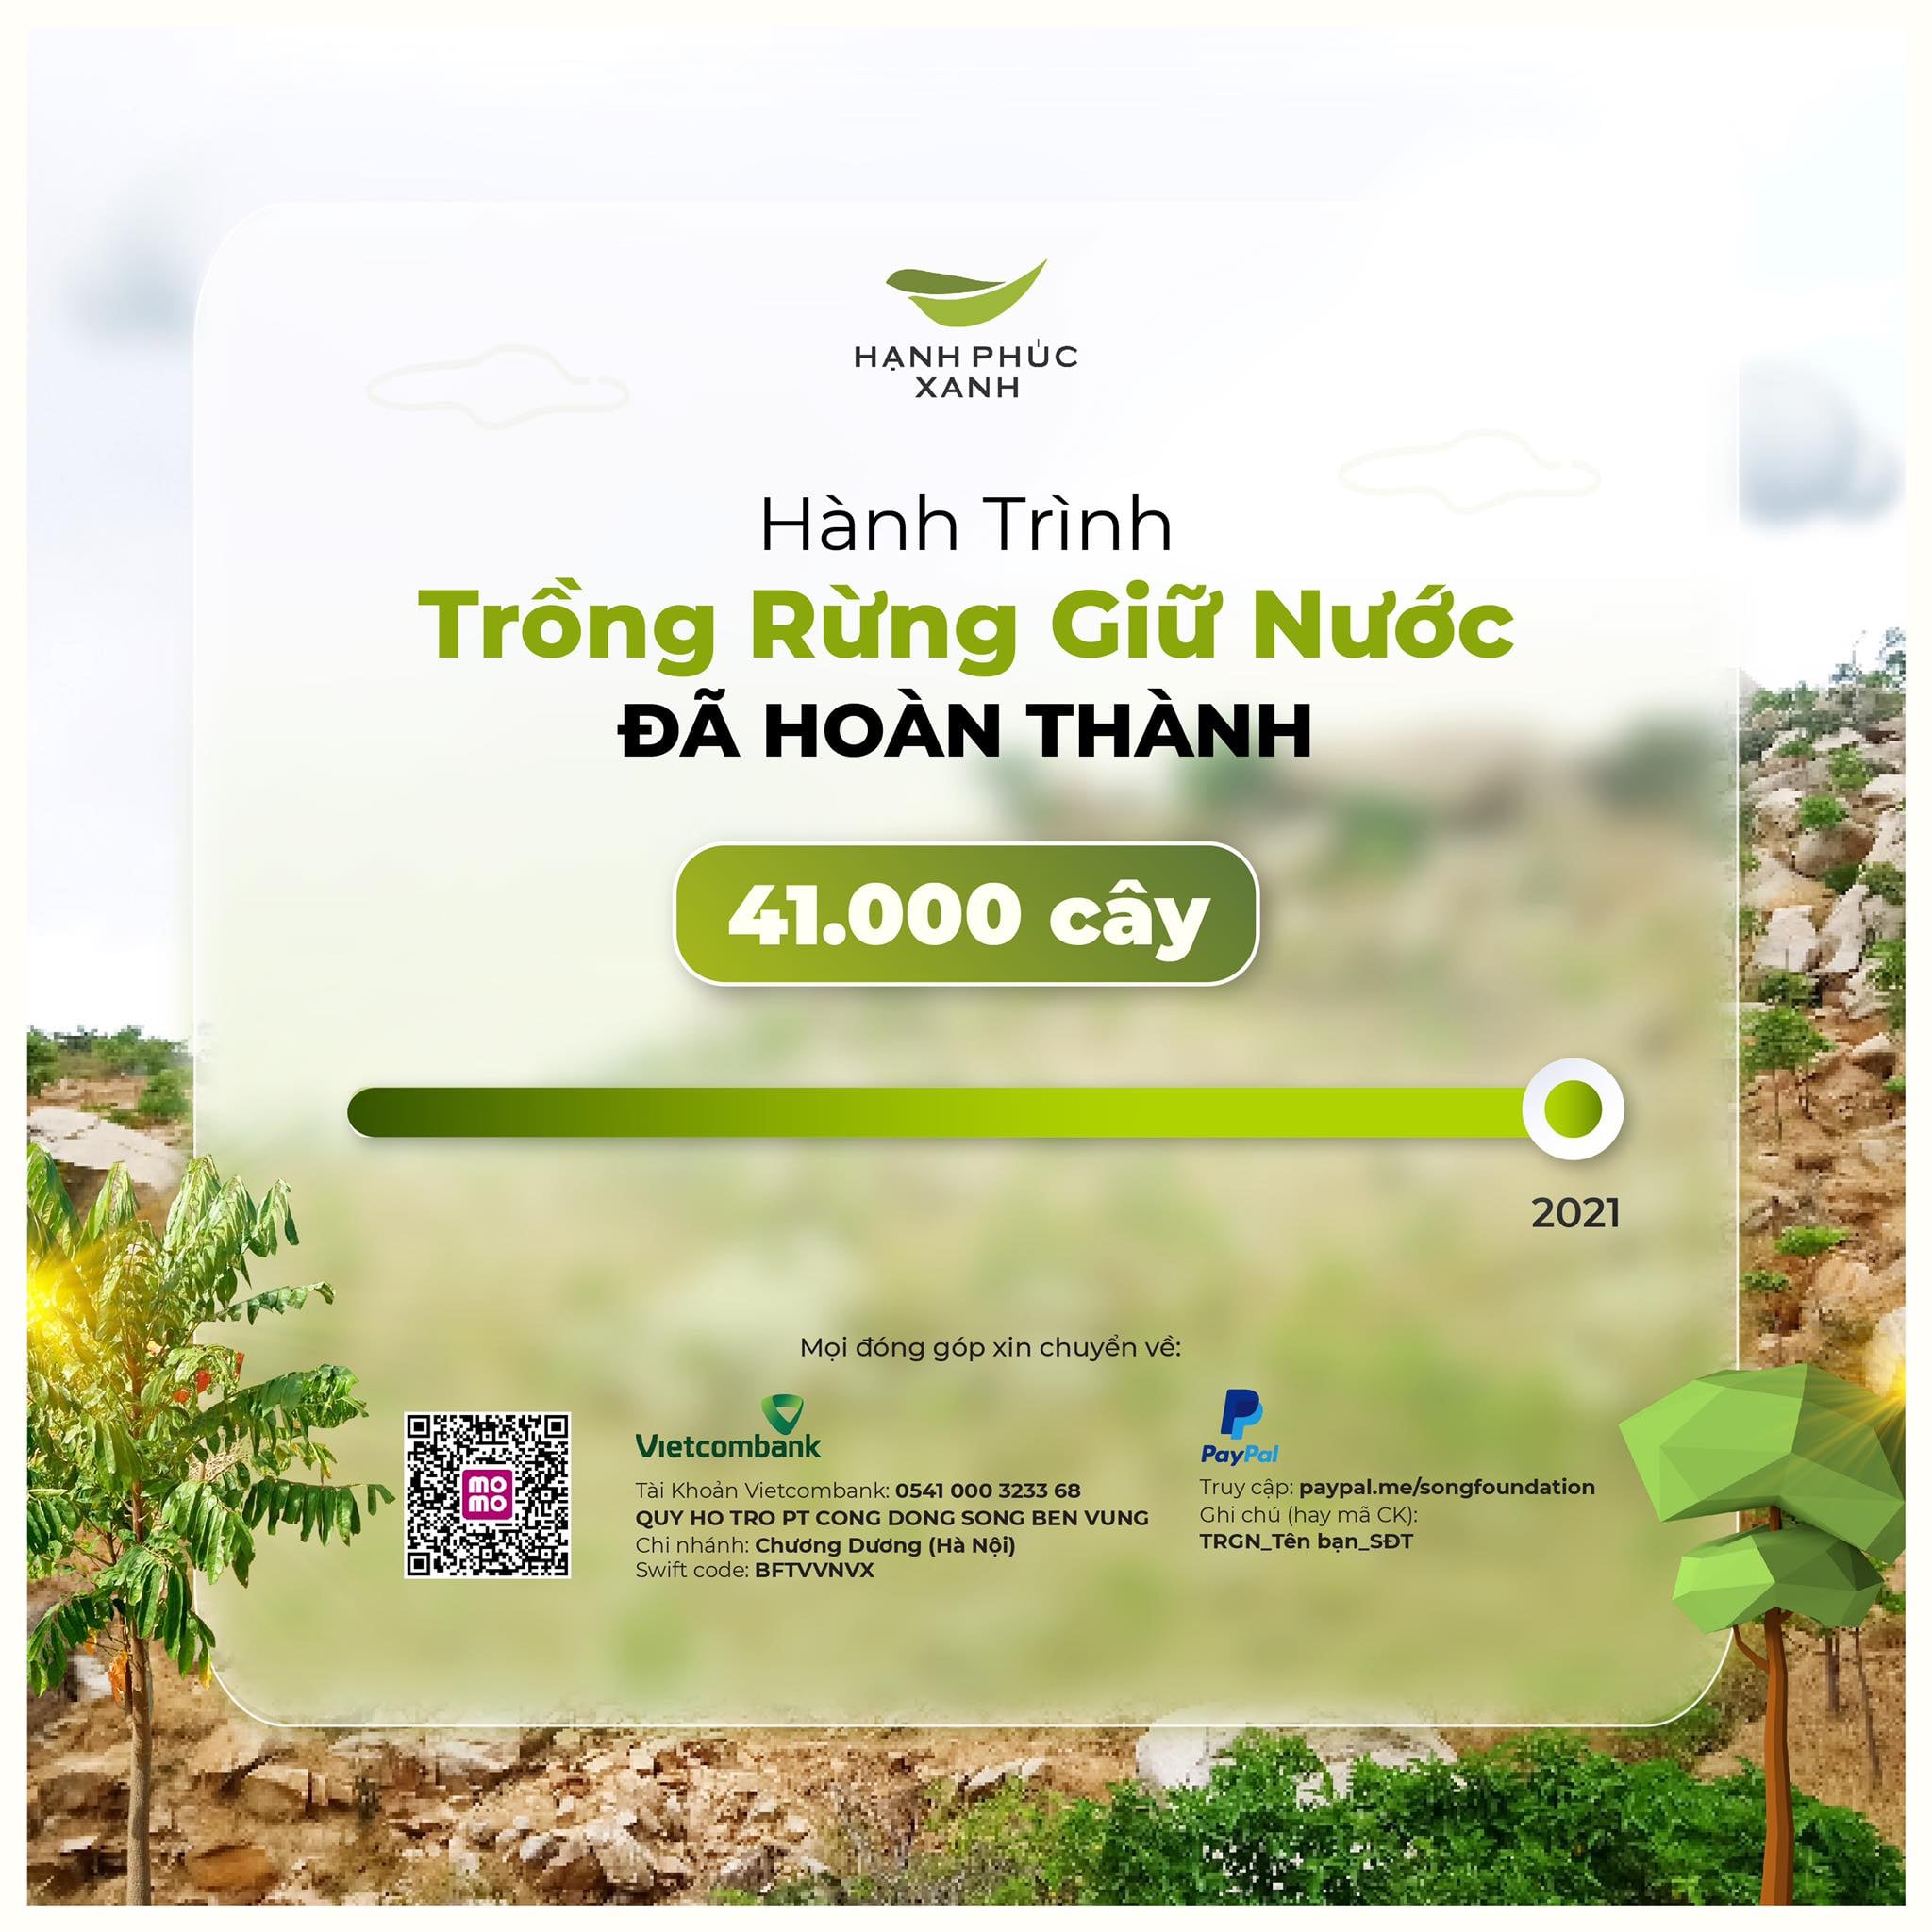 HẠNH PHÚC
XANH
Hành Trình
Trồng Rừng Giữ Nước
ĐÃ HOÀN THÀNH
41.000 cây
2021
Mọi đóng góp xin chuyển về:
momo
Vietcombank
Tài Khoản Vietcombank: 0541 000 3233 68
QUY HO TRO PT CONG DONG SONG BEN VUNG
Chi nhánh: Chương Dương (Hà Nội)
Swift code: BFTVVNVX
PayPal
Truy cập: paypal.me/songfoundation
Ghi chú (hay mã CK):
TRGN_Tên bạn_SĐT